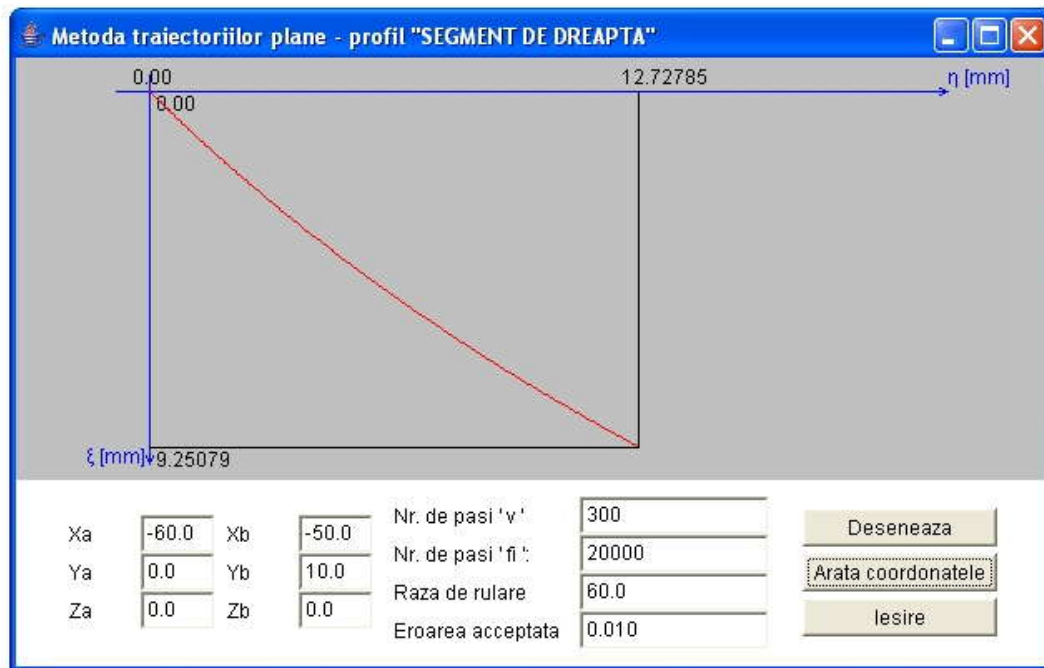 Metoda traiectoriilor plane - profil "SEGMENT DE DREAPTA"
0.00 12.72785 η [mm]
0.00
ξ [mm] 9.25079
Xa -60.0 Xb -50.0
Ya 0.0 Yb 10.0
Za 0.0 Zb 0.0
Nr. de pasi 'v' 300
Nr. de pasi 'fi': 20000
Raza de rulare 60.0
Eroarea acceptata 0.010
Deseneaza
Arata coordonatele
Iesire